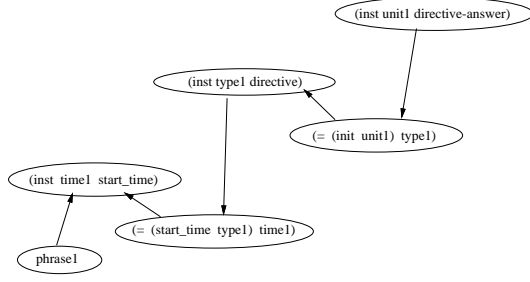 (inst unit1 directive-answer)
(inst type1 directive)
(= (init unit1) type1)
(inst time1 start_time)
(= (start_time type1) time1)
phrase1